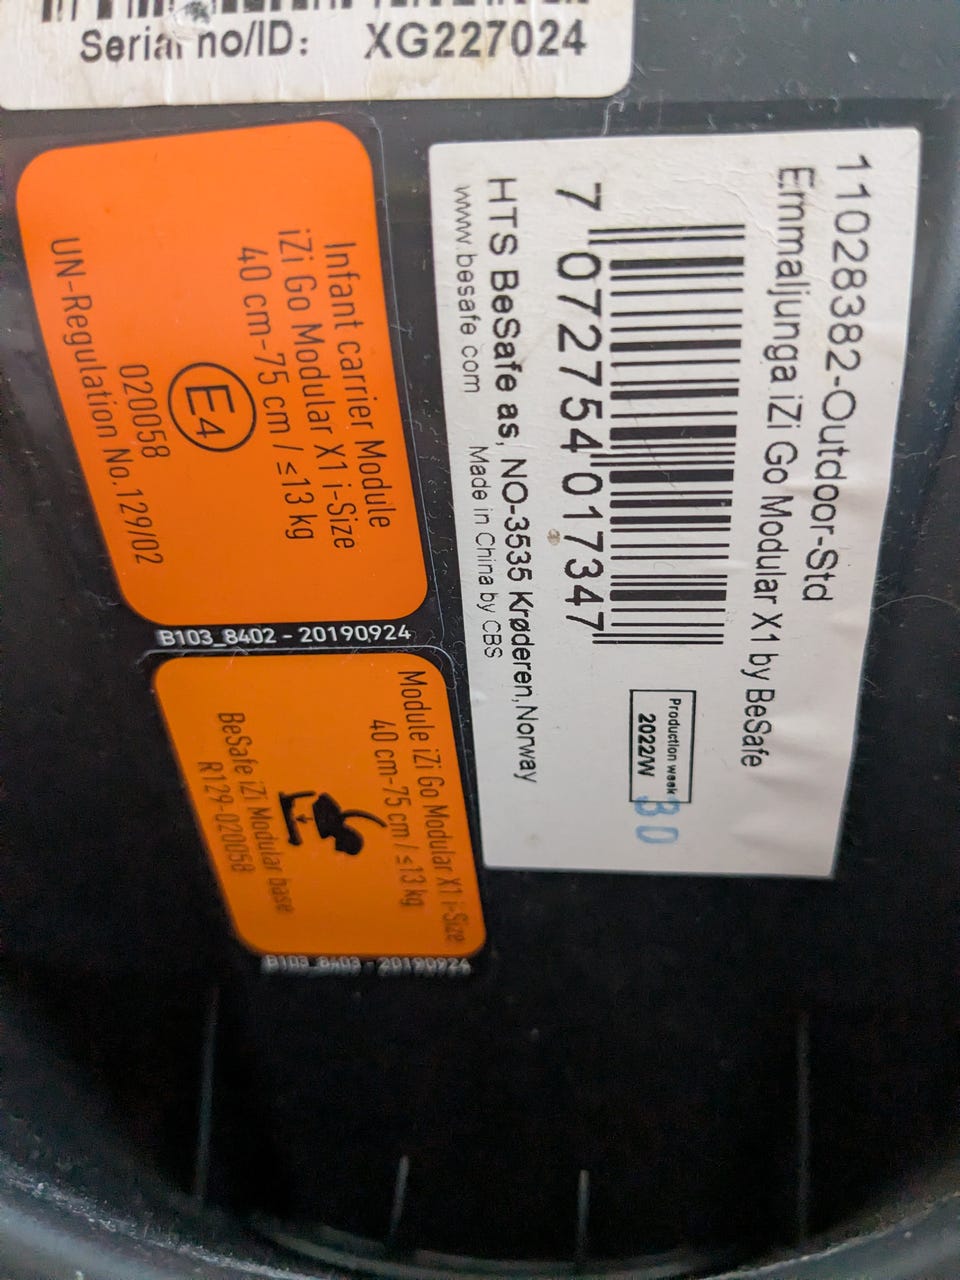 Serial no/ID: XG227024
11028382-Outdoor-Std
Emmaljunga iZi Go Modular X1 by BeSafe
7 072754 017347
Production week
2022/W 30
HTS BeSafe as, NO-3535 Krøderen,Norway
www.besafe.com Made in China by CBS
Infant carrier Module
iZi Go Modular X1 i-Size
40 cm-75 cm / ≤13 kg
E4
020058
UN-Regulation No.129/02
B103_8402 - 20190924
Module iZi Go Modular X1 i-Size
40 cm-75 cm / ≤13 kg
BeSafe iZi Modular base
R129-020058
B103_8403 - 20190924